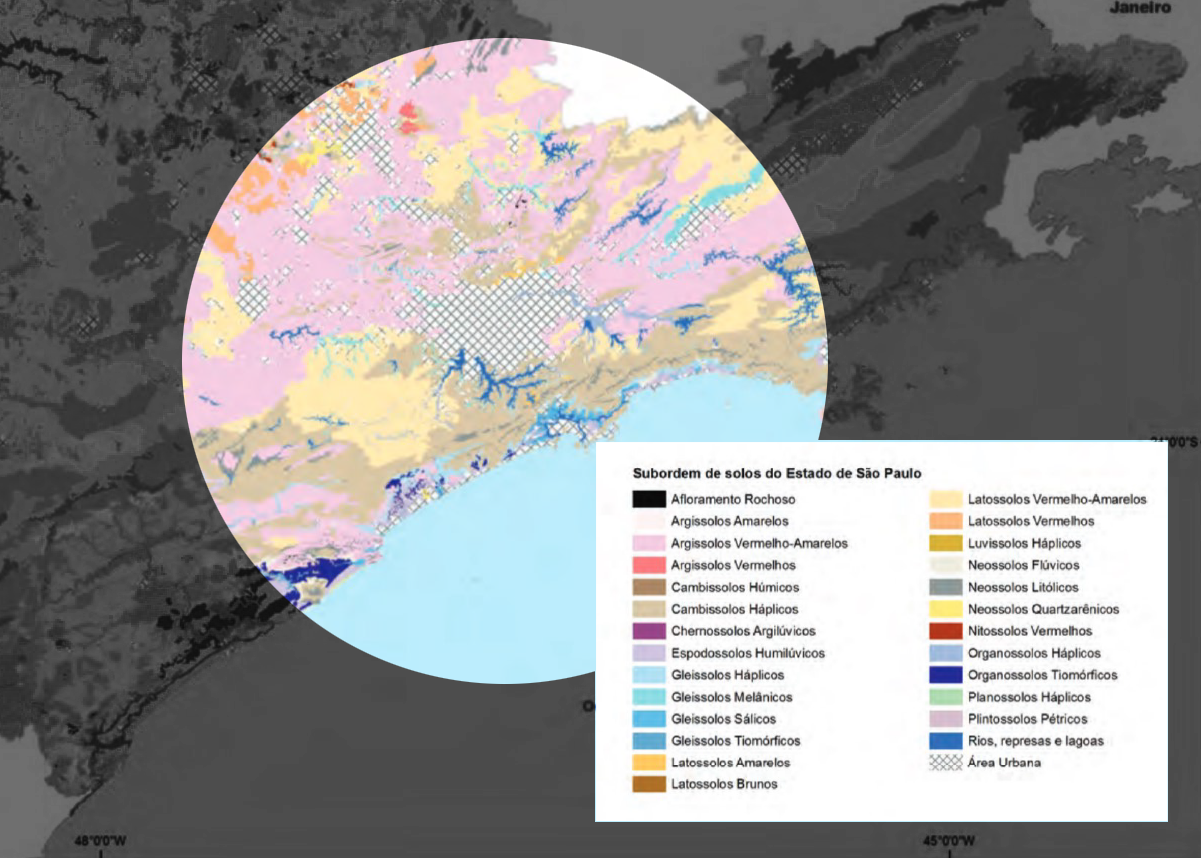 Janeiro
Subordem de solos do Estado de São Paulo
Afloramento Rochoso
Argissolos Amarelos
Argissolos Vermelho-Amarelos
Argissolos Vermelhos
Cambissolos Húmicos
Cambissolos Háplicos
Chernossolos Argilúvicos
Espodossolos Humilúvicos
Gleissolos Háplicos
Gleissolos Melânicos
Gleissolos Sálicos
Gleissolos Tiomórficos
Latossolos Amarelos
Latossolos Brunos
Latossolos Vermelho-Amarelos
Latossolos Vermelhos
Luvissolos Háplicos
Neossolos Flúvicos
Neossolos Litólicos
Neossolos Quartzarênicos
Nitossolos Vermelhos
Organossolos Háplicos
Organossolos Tiomórficos
Planossolos Háplicos
Plintossolos Pétricos
Rios, represas e lagoas
Área Urbana
48°0'0"W
45°0'0"W